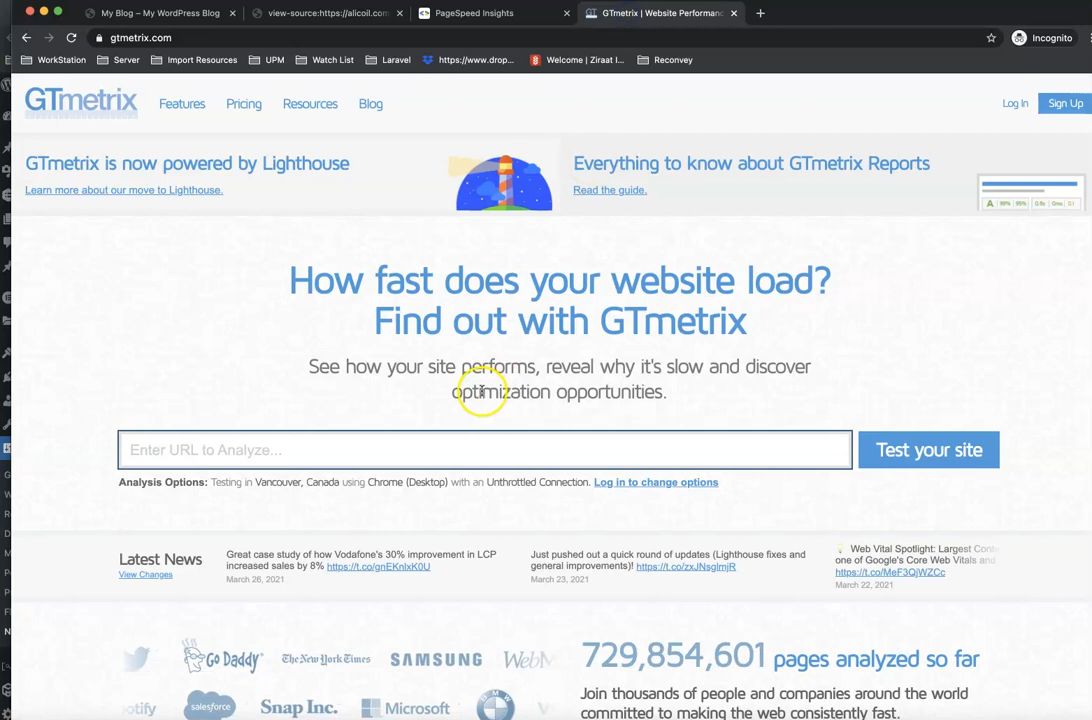 My Blog – My WordPress Blog
view-source:https://alicoil.com
PageSpeed Insights
GTmetrix | Website Performanc
gtmetrix.com
Incognito
WorkStation Server Import Resources UPM Watch List Laravel https://www.drop... Welcome | Ziraat I... Reconvey
GTmetrix Features Pricing Resources Blog Log In Sign Up
GTmetrix is now powered by Lighthouse
Learn more about our move to Lighthouse.
Everything to know about GTmetrix Reports
Read the guide.
How fast does your website load?
Find out with GTmetrix
See how your site performs, reveal why it's slow and discover
optimization opportunities.
Enter URL to Analyze...
Test your site
Analysis Options: Testing in Vancouver, Canada using Chrome (Desktop) with an Unthrottled Connection. Log in to change options
Latest News
View Changes
Great case study of how Vodafone's 30% improvement in LCP
increased sales by 8% https://t.co/gnEKnlxK0U
March 26, 2021
Just pushed out a quick round of updates (Lighthouse fixes and
general improvements)! https://t.co/zxJNsglmjR
March 23, 2021
Web Vital Spotlight: Largest Conte
one of Google's Core Web Vitals and
https://t.co/MeF3QjWZCc
March 22, 2021
Go Daddy The New York Times SAMSUNG WebM
otify salesforce Snap Inc. Microsoft BMW
729,854,601 pages analyzed so far
Join thousands of people and companies around the world
committed to making the web consistently fast.